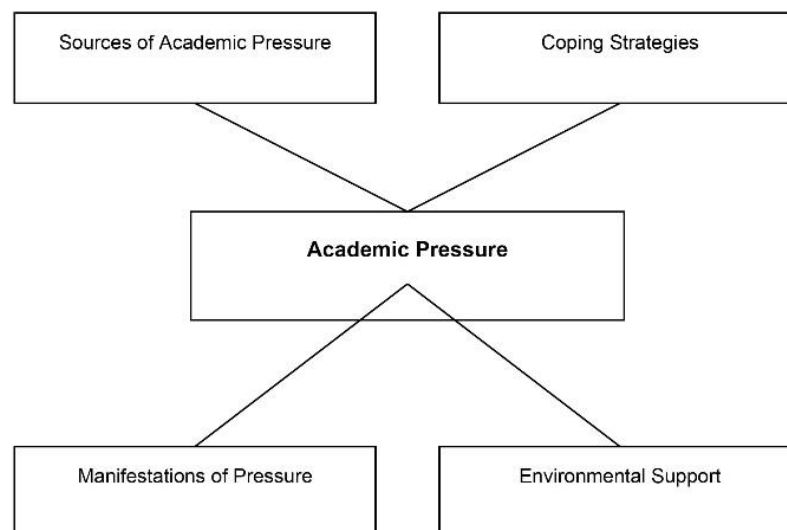 Sources of Academic Pressure
Coping Strategies
Academic Pressure
Manifestations of Pressure
Environmental Support